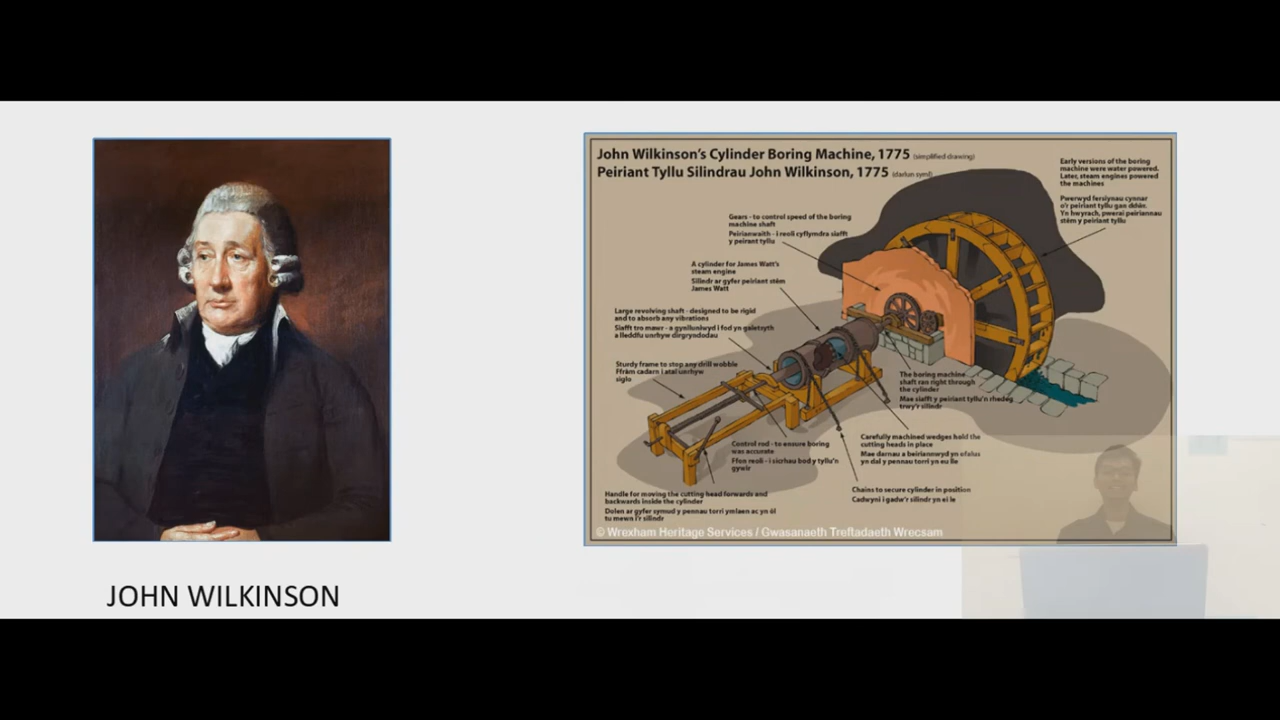 John Wilkinson's Cylinder Boring Machine, 1775 (simplified drawing)
Peiriant Tyllu Silindrau John Wilkinson, 1775 (darlun syml)
Early versions of the boring
machine were water powered.
Later, steam engines powered
the machines
Pwerwyd fersiynau cynnar
o'r peiriant tyllu gan ddŵr.
Yn hwyrach, pwerai peiriannau
stêm y peiriant tyllu
Gears - to control speed of the boring
machine shaft
Peirianwaith - i reoli cyflymdra siafft
y peirant tyllu
A cylinder for James Watt's
steam engine
Silindr ar gyfer peiriant stêm
James Watt
Large revolving shaft - designed to be rigid
and to absorb any vibrations
Siafft tro mawr - a gynlluniwyd i fod yn
a lleddfu unrhyw dirgryndodau
Sturdy frame to stop any drill wobble
Ffrâm cadarn i atal unrhyw
siglo
The boring machine
shaft ran right through
the cylinder
Mae siafft y peiriant tyllu'n rhedeg
trwy'r silindr
Control rod - to ensure boring
was accurate
Ffon reoli - i sicrhau bod y tyllu'n
gywir
Carefully machined wedges hold the
cutting heads in place
Mae darnau a beiriannwyd yn ofalus
yn dal y pennau torri yn eu lle
Handle for moving the cutting head forwards and
backwards inside the cylinder
Dolen ar gyfer symud y pennau torri ymlaen ac yn ôl
tu mewn i'r silindr
Chains to secure cylinder in position
Cadwyni i gadw'r silindr yn ei le
© Wrexham Heritage Services / Gwasanaeth Treftadaeth Wrecsam
JOHN WILKINSON